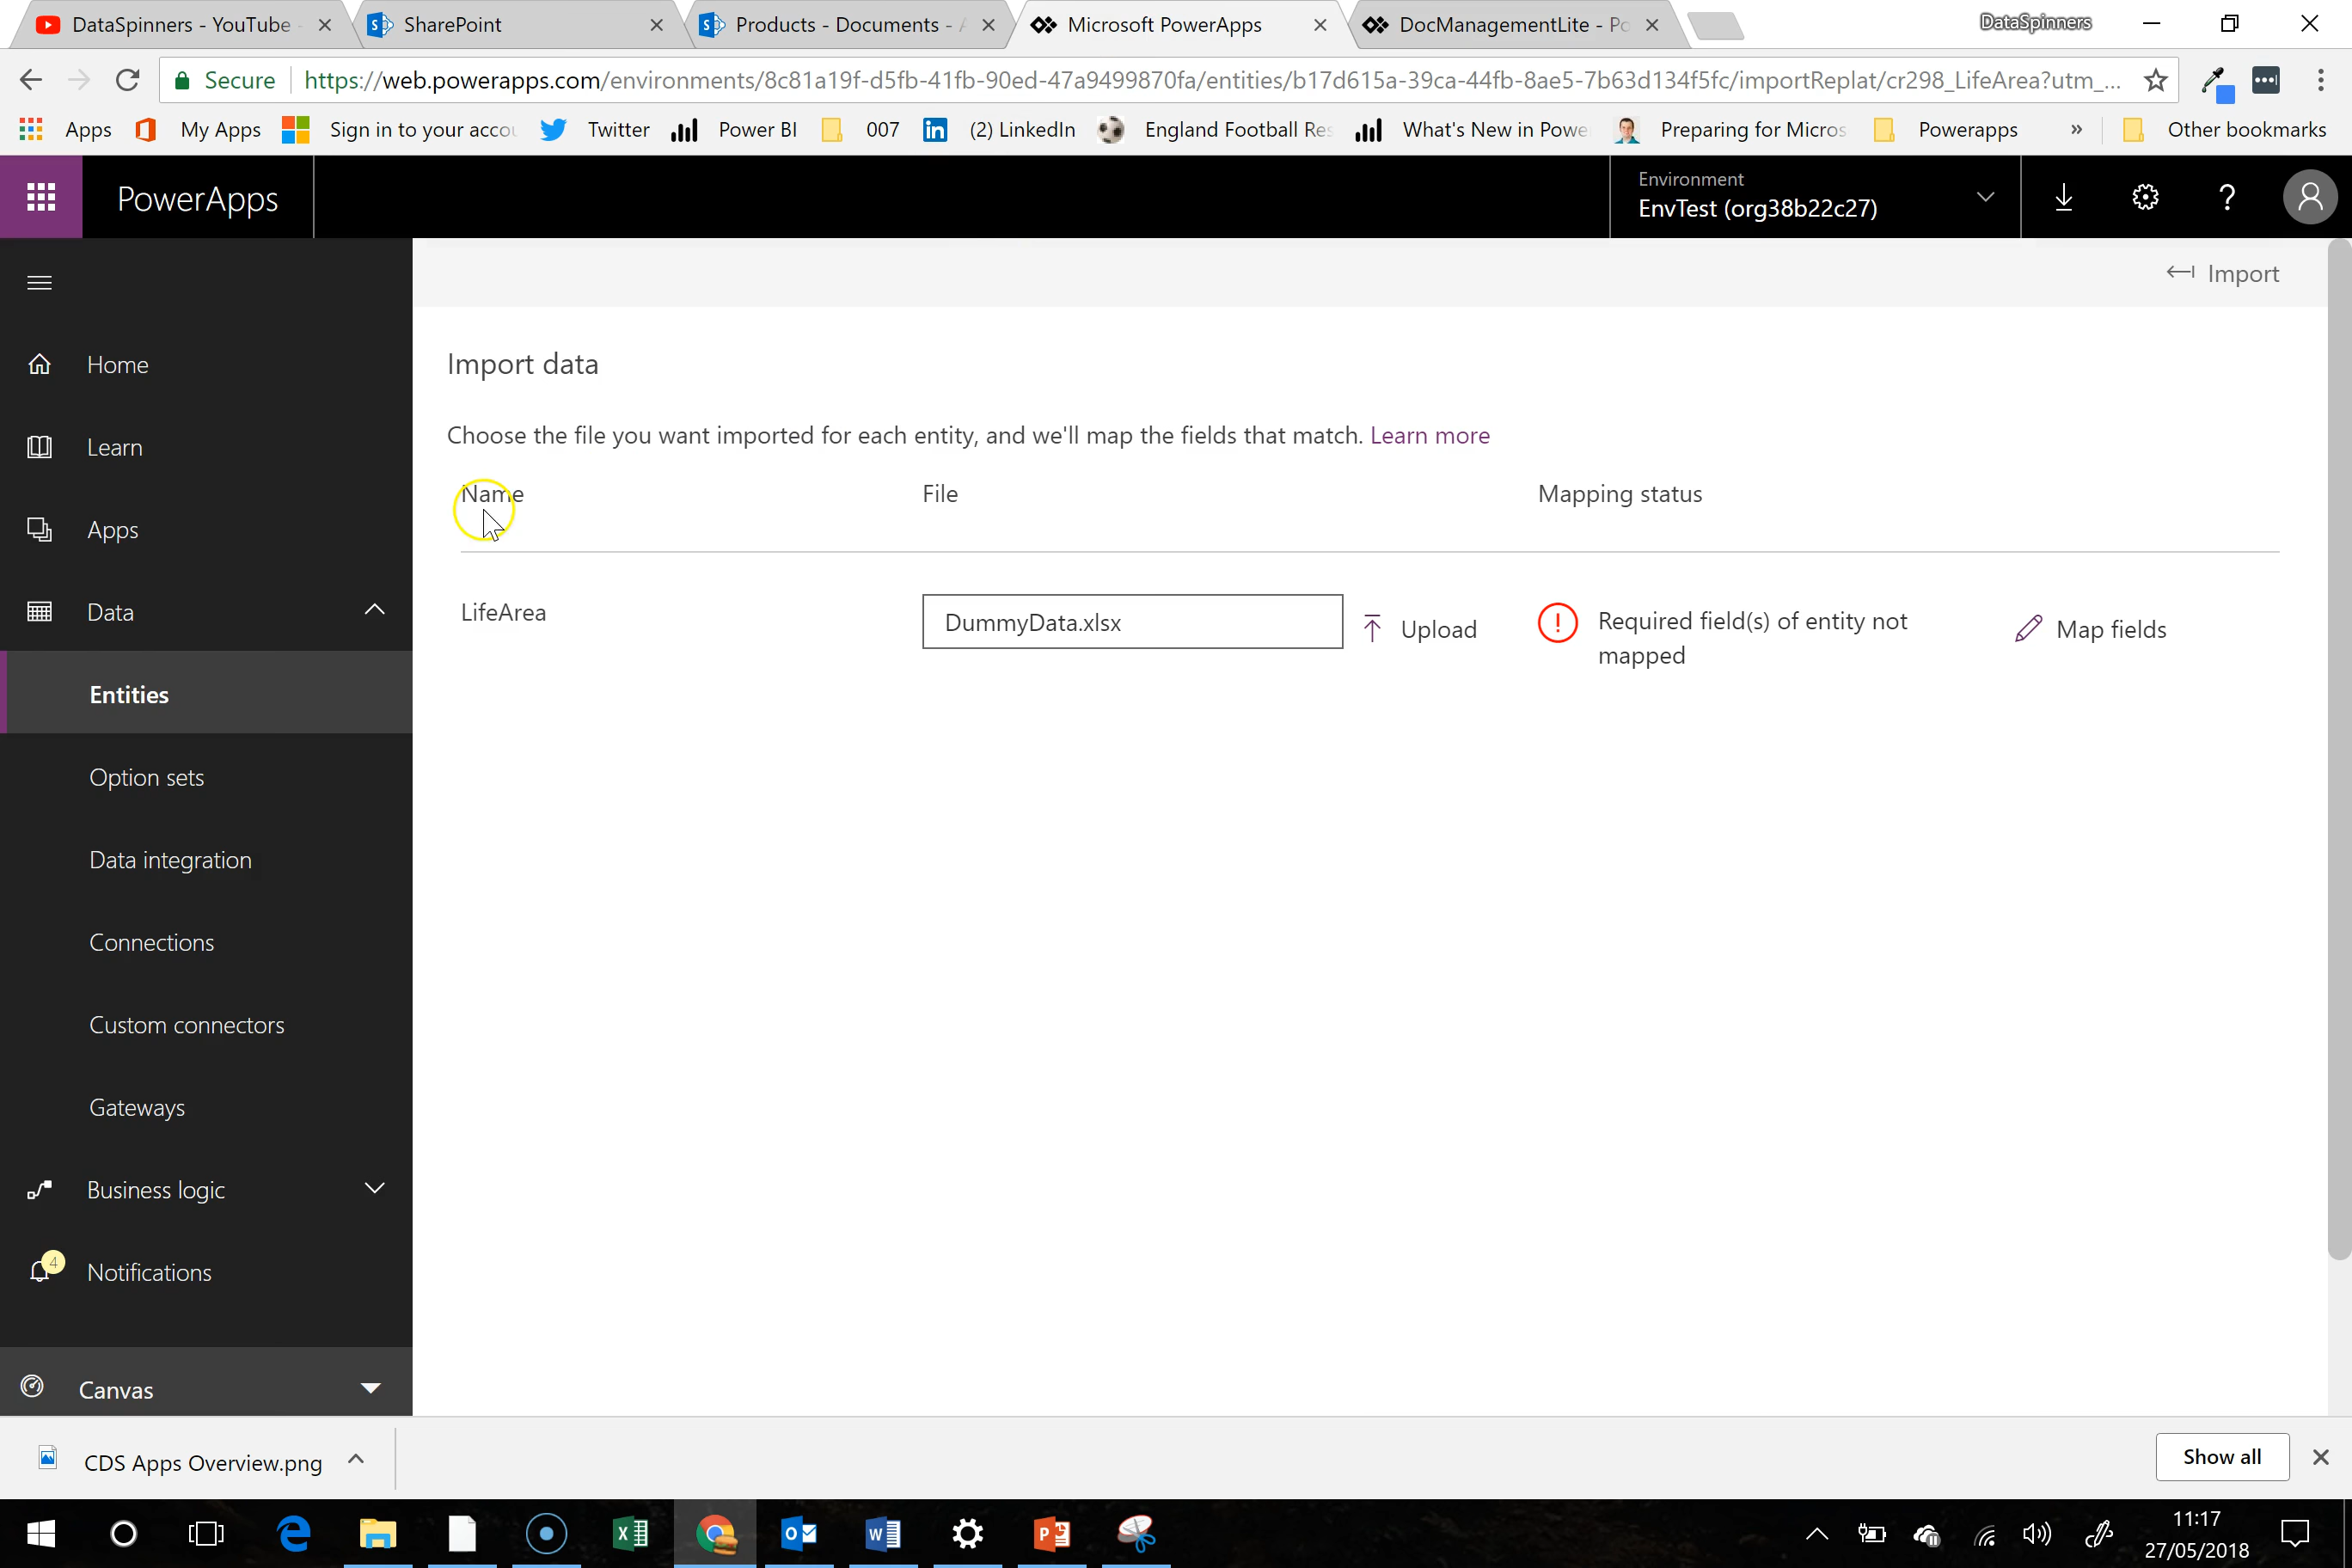 DataSpinners - YouTube
SharePoint
Products - Documents - A
Microsoft PowerApps
DocManagementLite - Po
DataSpinners
Secure
https://web.powerapps.com/environments/8c81a19f-d5fb-41fb-90ed-47a9499870fa/entities/b17d615a-39ca-44fb-8ae5-7b63d134f5fc/importReplat/cr298_LifeArea?utm_...
Apps
My Apps
Sign in to your accou
Twitter
Power BI
007
(2) LinkedIn
England Football Res
What's New in Powe
Preparing for Micros
Powerapps
»
Other bookmarks
PowerApps
Environment
EnvTest (org38b22c27)
Import
Home
Learn
Apps
Data
Entities
Option sets
Data integration
Connections
Custom connectors
Gateways
Business logic
4
Notifications
Canvas
Import data
Choose the file you want imported for each entity, and we'll map the fields that match. Learn more
Name
File
Mapping status
LifeArea
DummyData.xlsx
Upload
Required field(s) of entity not
mapped
Map fields
CDS Apps Overview.png
Show all
11:17
27/05/2018